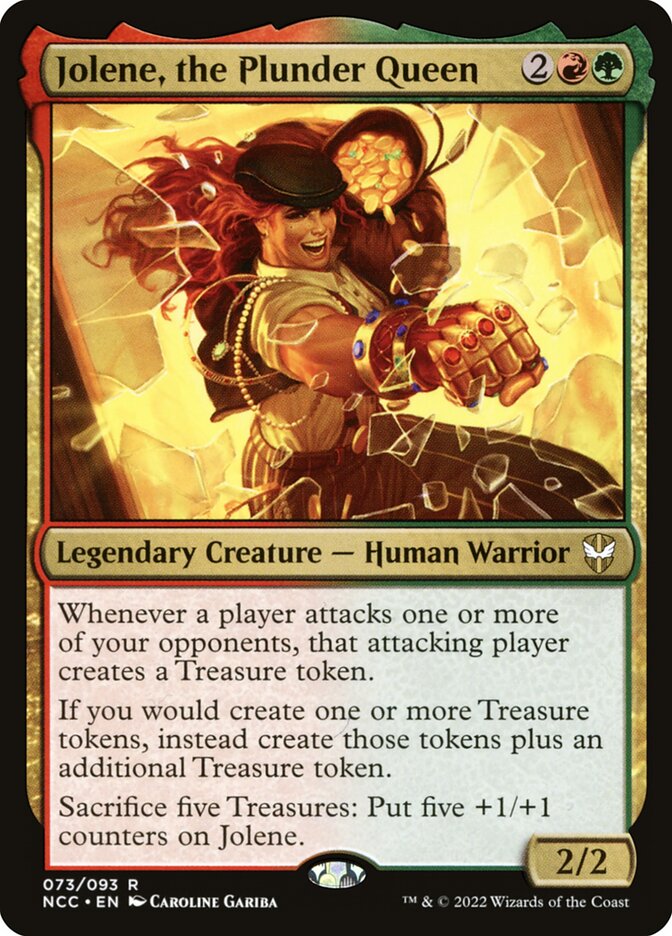 Jolene, the Plunder Queen 2
Legendary Creature — Human Warrior
Whenever a player attacks one or more
of your opponents, that attacking player
creates a Treasure token.
If you would create one or more Treasure
tokens, instead create those tokens plus an
additional Treasure token.
Sacrifice five Treasures: Put five +1/+1
counters on Jolene.
2/2
073/093 R
NCC • EN Caroline Gariba
™ & © 2022 Wizards of the Coast